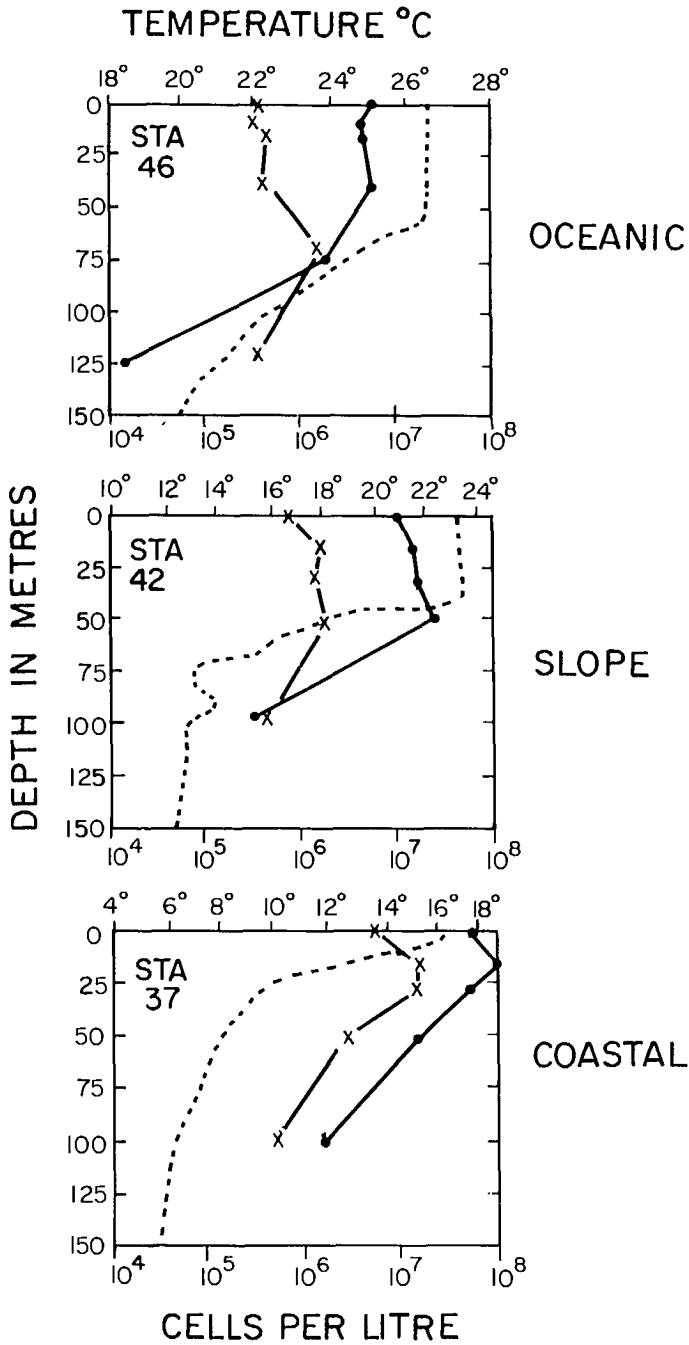 TEMPERATURE °C
18° 20° 22° 24° 26° 28°
0
STA
46
25
50
OCEANIC
75
100
125
150
10⁴ 10⁵ 10⁶ 10⁷ 10⁸
10° 12° 14° 16° 18° 20° 22° 24°
0
STA
42
25
50
SLOPE
75
100
125
150
10⁴ 10⁵ 10⁶ 10⁷ 10⁸
DEPTH IN METRES
4° 6° 8° 10° 12° 14° 16° 18°
0
STA
37
25
50
COASTAL
75
100
125
150
10⁴ 10⁵ 10⁶ 10⁷ 10⁸
CELLS PER LITRE